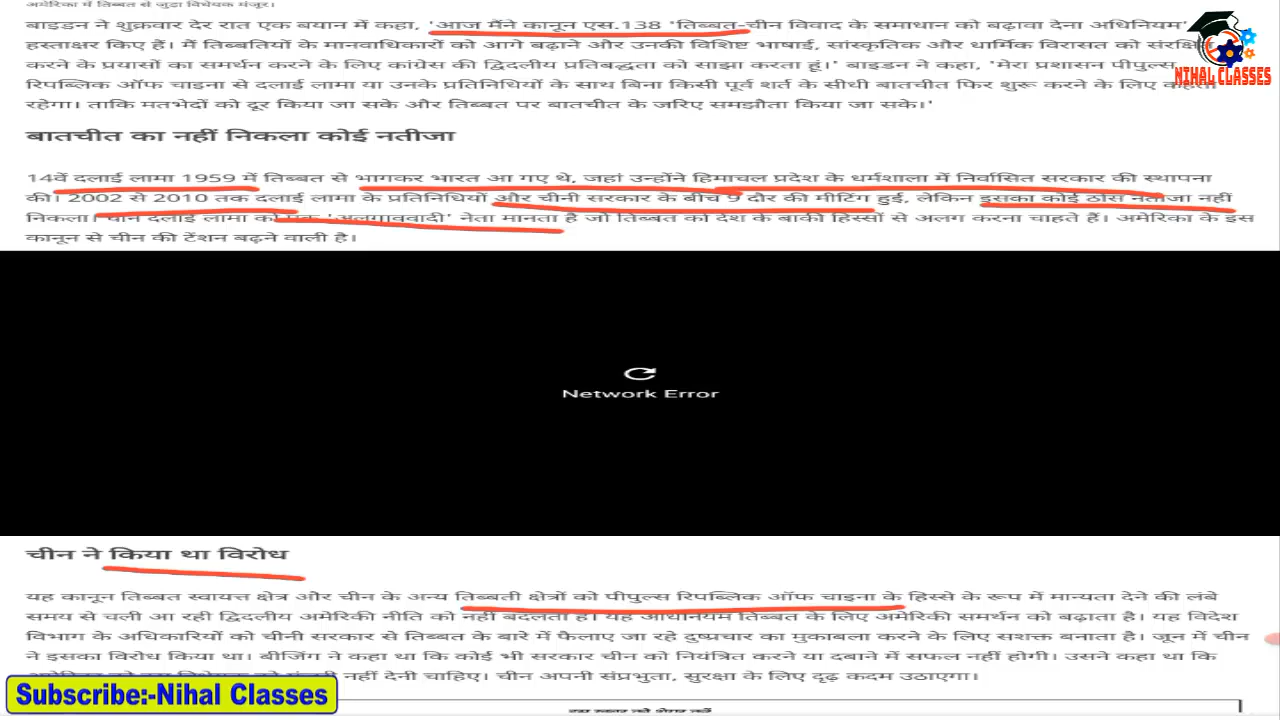 अमेरिका में तिब्बत से जुड़ा विधेयक मंजूर।
बाइडन ने शुक्रवार देर रात एक बयान में कहा, 'आज मैंने कानून एस.138 'तिब्बत-चीन विवाद के समाधान को बढ़ावा देना अधिनियम'
हस्ताक्षर किए हैं। मैं तिब्बतियों के मानवाधिकारों को आगे बढ़ाने और उनकी विशिष्ट भाषाई, सांस्कृतिक और धार्मिक विरासत को
करने के प्रयासों का समर्थन करने के लिए कांग्रेस की द्विदलीय प्रतिबद्धता को साझा करता हूं।' बाइडन ने कहा, 'मेरा प्रशासन पीपुल्स
रिपब्लिक ऑफ चाइना से दलाई लामा या उनके प्रतिनिधियों के साथ बिना किसी पूर्व शर्त के सीधी बातचीत फिर शुरू करने के लिए कहता
रहेगा। ताकि मतभेदों को दूर किया जा सके और तिब्बत पर बातचीत के जरिए समझौता किया जा सके।'
NIHAL CLASSES
बातचीत का नहीं निकला कोई नतीजा
14वें दलाई लामा 1959 में तिब्बत से भागकर भारत आ गए थे, जहां उन्होंने हिमाचल प्रदेश के धर्मशाला में निर्वासित सरकार की स्थापना
की। 2002 से 2010 तक दलाई लामा के प्रतिनिधियों और चीनी सरकार के बीच 9 दौर की मीटिंग हुई, लेकिन इसका कोई ठोस नतीजा नहीं
निकला। चीन दलाई लामा को एक 'अलगाववादी' नेता मानता है जो तिब्बत को देश के बाकी हिस्सों से अलग करना चाहते हैं। अमेरिका के इस
कानून से चीन की टेंशन बढ़ने वाली है।
Network Error
चीन ने किया था विरोध
यह कानून तिब्बत स्वायत्त क्षेत्र और चीन के अन्य तिब्बती क्षेत्रों को पीपुल्स रिपब्लिक ऑफ चाइना के हिस्से के रूप में मान्यता देने की लंबे
समय से चली आ रही द्विदलीय अमेरिकी नीति को नहीं बदलता है। यह अधिनियम तिब्बत के लिए अमेरिकी समर्थन को बढ़ाता है। यह विदेश
विभाग के अधिकारियों को चीनी सरकार से तिब्बत के बारे में फैलाए जा रहे दुष्प्रचार का मुकाबला करने के लिए सशक्त बनाता है। जून में चीन
ने इसका विरोध किया था। बीजिंग ने कहा था कि कोई भी सरकार चीन को नियंत्रित करने या दबाने में सफल नहीं होगी। उसने कहा था कि
नहीं देनी चाहिए। चीन अपनी संप्रभुता, सुरक्षा के लिए दृढ़ कदम उठाएगा।
Subscribe:-Nihal Classes